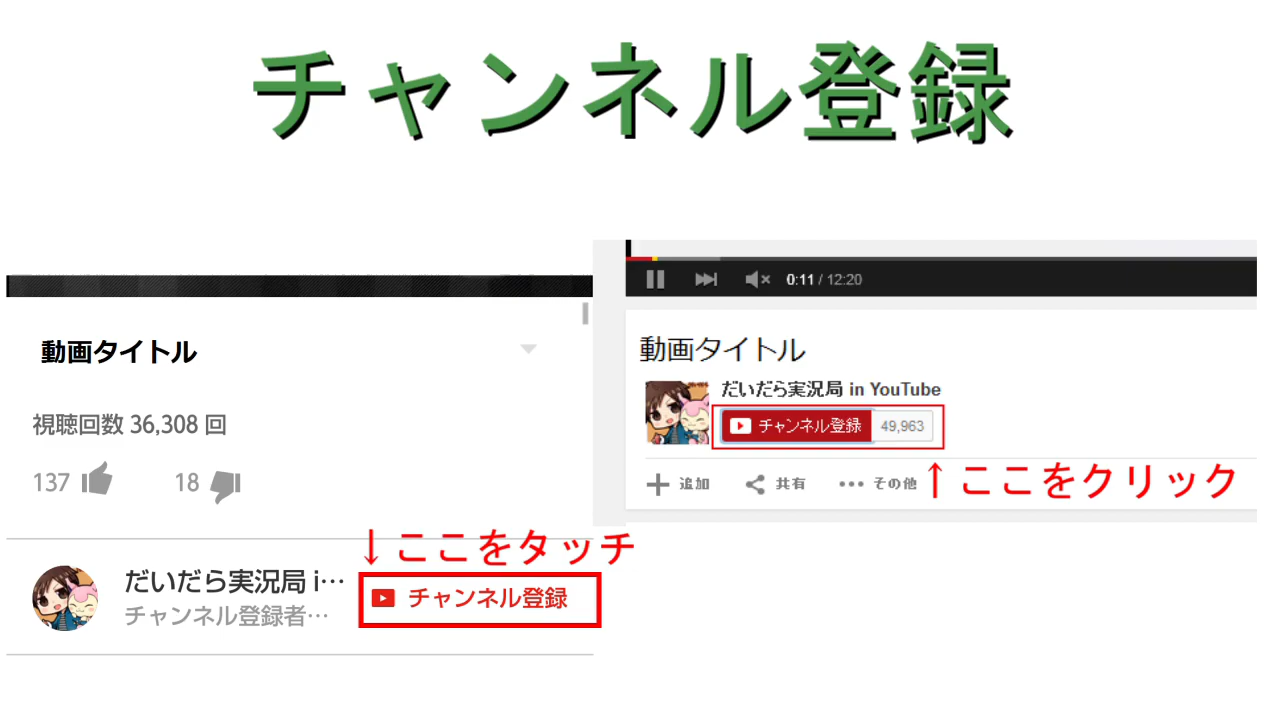 チャンネル登録
動画タイトル
視聴回数 36,308 回
137 18
↓ここをタッチ
だいだら実況局 i…
チャンネル登録者…
チャンネル登録
0:11 / 12:20
動画タイトル
だいだら実況局 in YouTube
チャンネル登録 49,963
追加 共有 その他
↑ここをクリック